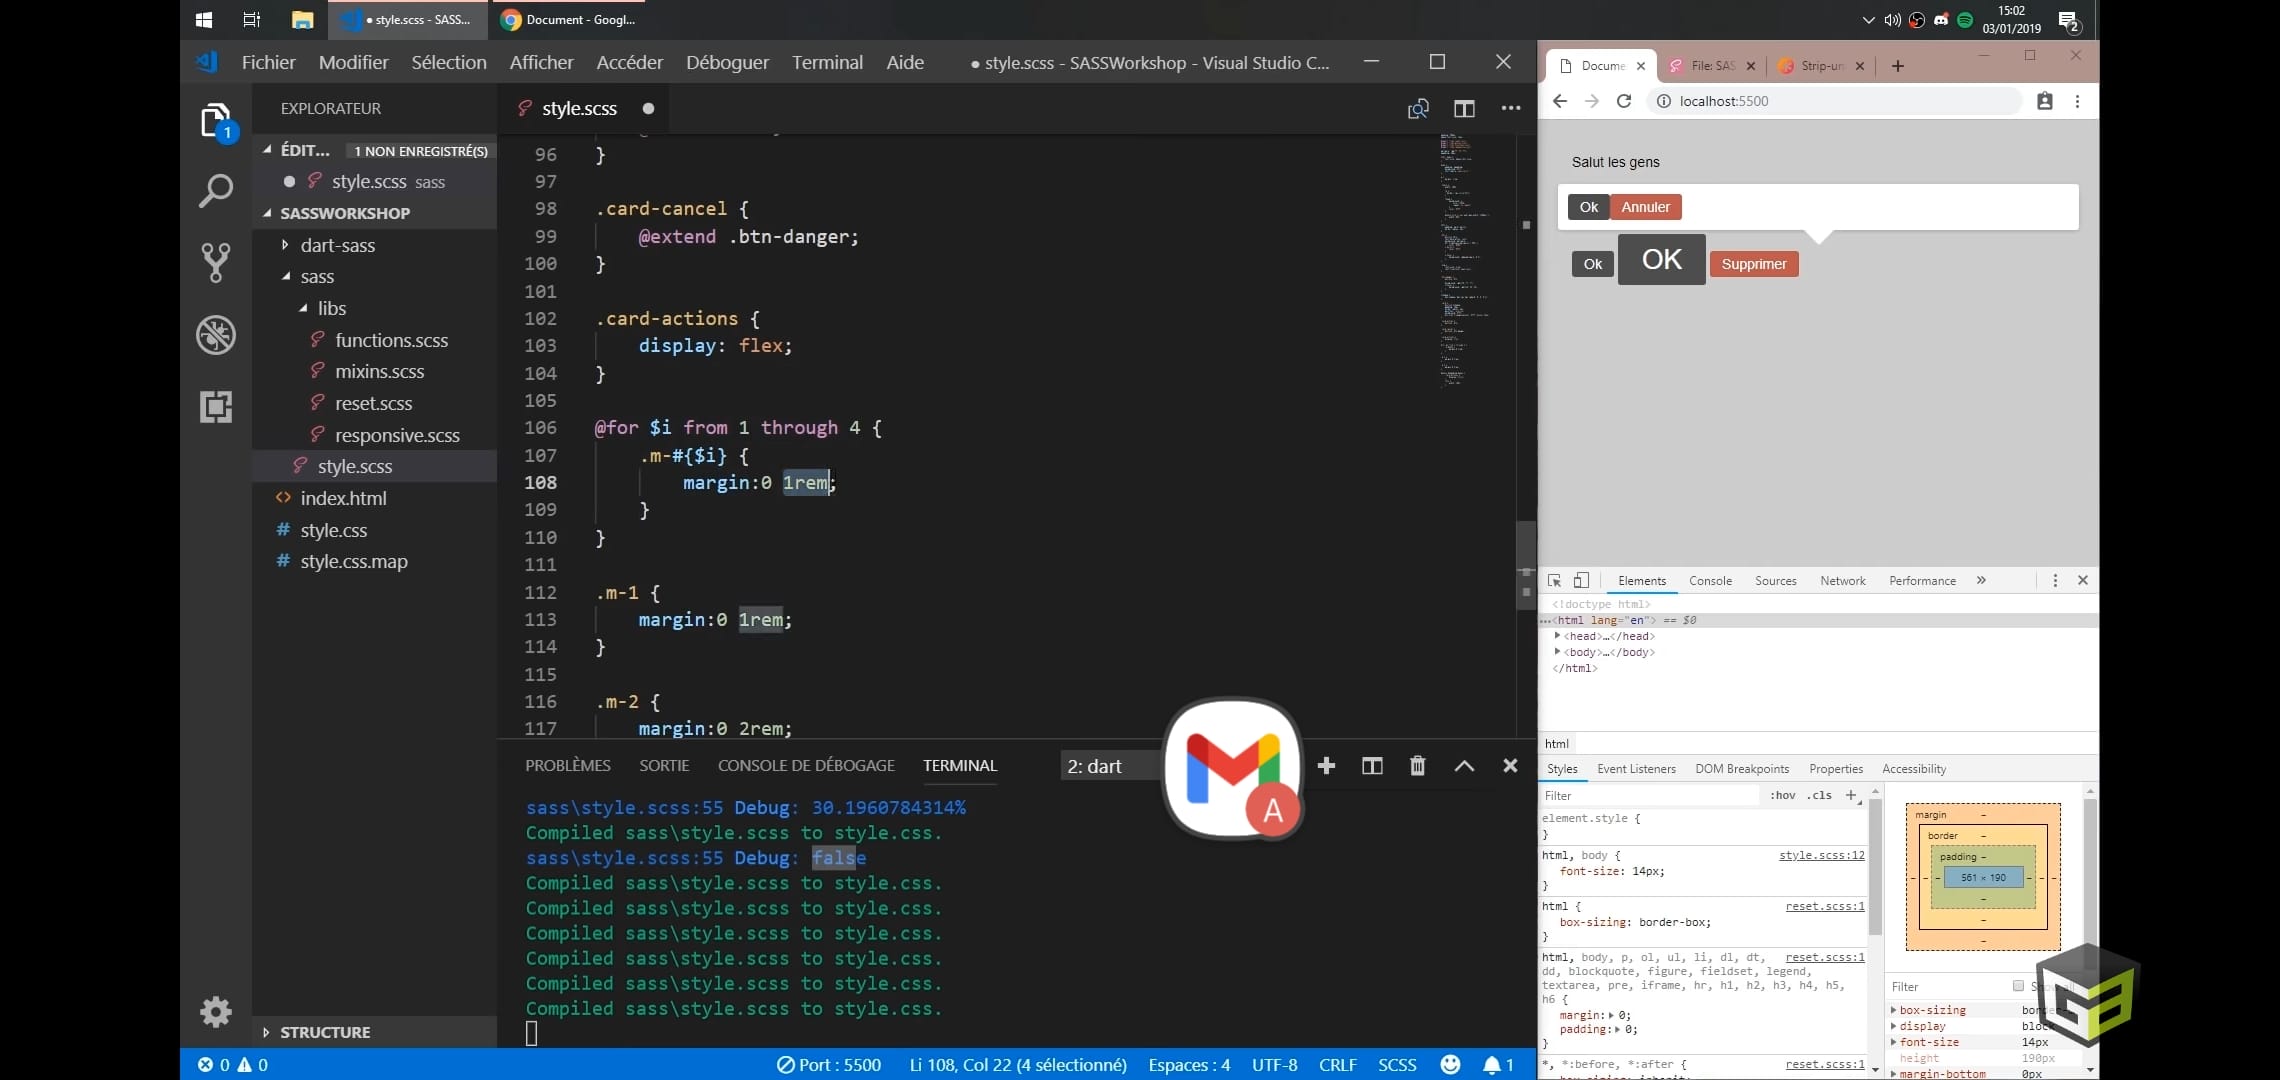 ● style.scss - SASS...
Document - Googl...
15:02
03/01/2019
2
Fichier Modifier Sélection Afficher Accéder Déboguer Terminal Aide
● style.scss - SASSWorkshop - Visual Studio C...
EXPLORATEUR
style.scss
1
ÉDIT... 1 NON ENREGISTRÉ(S)
style.scss sass
SASSWORKSHOP
dart-sass
sass
libs
functions.scss
mixins.scss
reset.scss
responsive.scss
style.scss
index.html
# style.css
# style.css.map
STRUCTURE
96 }
97
98 .card-cancel {
99 @extend .btn-danger;
100 }
101
102 .card-actions {
103 display: flex;
104 }
105
106 @for $i from 1 through 4 {
107 .m-#{$i} {
108 margin:0 1rem;
109 }
110 }
111
112 .m-1 {
113 margin:0 1rem;
114 }
115
116 .m-2 {
117 margin:0 2rem;
PROBLÈMES SORTIE CONSOLE DE DÉBOGAGE TERMINAL
2: dart
A
sass\style.scss:55 Debug: 30.1960784314%
Compiled sass\style.scss to style.css.
sass\style.scss:55 Debug: false
Compiled sass\style.scss to style.css.
Compiled sass\style.scss to style.css.
Compiled sass\style.scss to style.css.
Compiled sass\style.scss to style.css.
Compiled sass\style.scss to style.css.
Compiled sass\style.scss to style.css.
0 0
Port : 5500
Li 108, Col 22 (4 sélectionné)
Espaces : 4
UTF-8
CRLF
SCSS
1
Docume
File: SAS
Strip-un
localhost:5500
Salut les gens
Ok Annuler
Ok OK Supprimer
Elements Console Sources Network Performance »
<!doctype html>
...<html lang="en"> == $0
<head>…</head>
<body>…</body>
</html>
html
Styles Event Listeners DOM Breakpoints Properties Accessibility
Filter :hov .cls +
element.style {
}
html, body { style.scss:12
font-size: 14px;
}
html { reset.scss:1
box-sizing: border-box;
}
html, body, p, ol, ul, li, dl, dt, reset.scss:1
dd, blockquote, figure, fieldset, legend,
textarea, pre, iframe, hr, h1, h2, h3, h4, h5,
h6 {
margin: 0;
padding: 0;
}
*, *:before, *:after { reset.scss:1
margin –
border –
padding –
561 × 190
Filter
box-sizing
display block
font-size 14px
height 190px
margin-bottom 0px